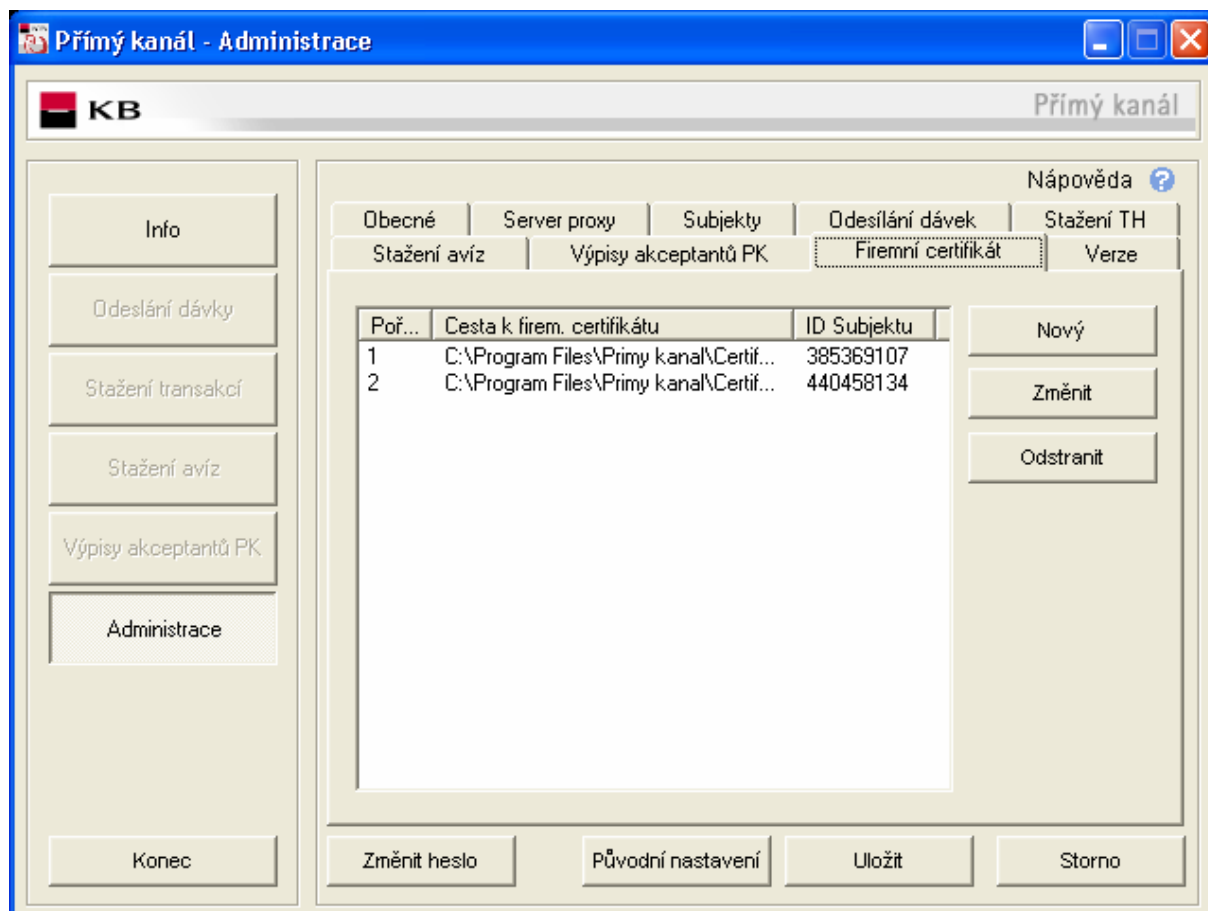 Přímý kanál - Administrace
KB
Přímý kanál
Info
Odeslání dávky
Stažení transakcí
Stažení avíz
Výpisy akceptantů PK
Administrace
Konec
Nápověda ?
Obecné Server proxy Subjekty Odesílání dávek Stažení TH
Stažení avíz Výpisy akceptantů PK Firemní certifikát Verze
Poř... Cesta k firem. certifikátu ID Subjektu
1 C:\Program Files\Primy kanal\Certif... 385369107
2 C:\Program Files\Primy kanal\Certif... 440458134
Nový
Změnit
Odstranit
Změnit heslo Původní nastavení Uložit Storno